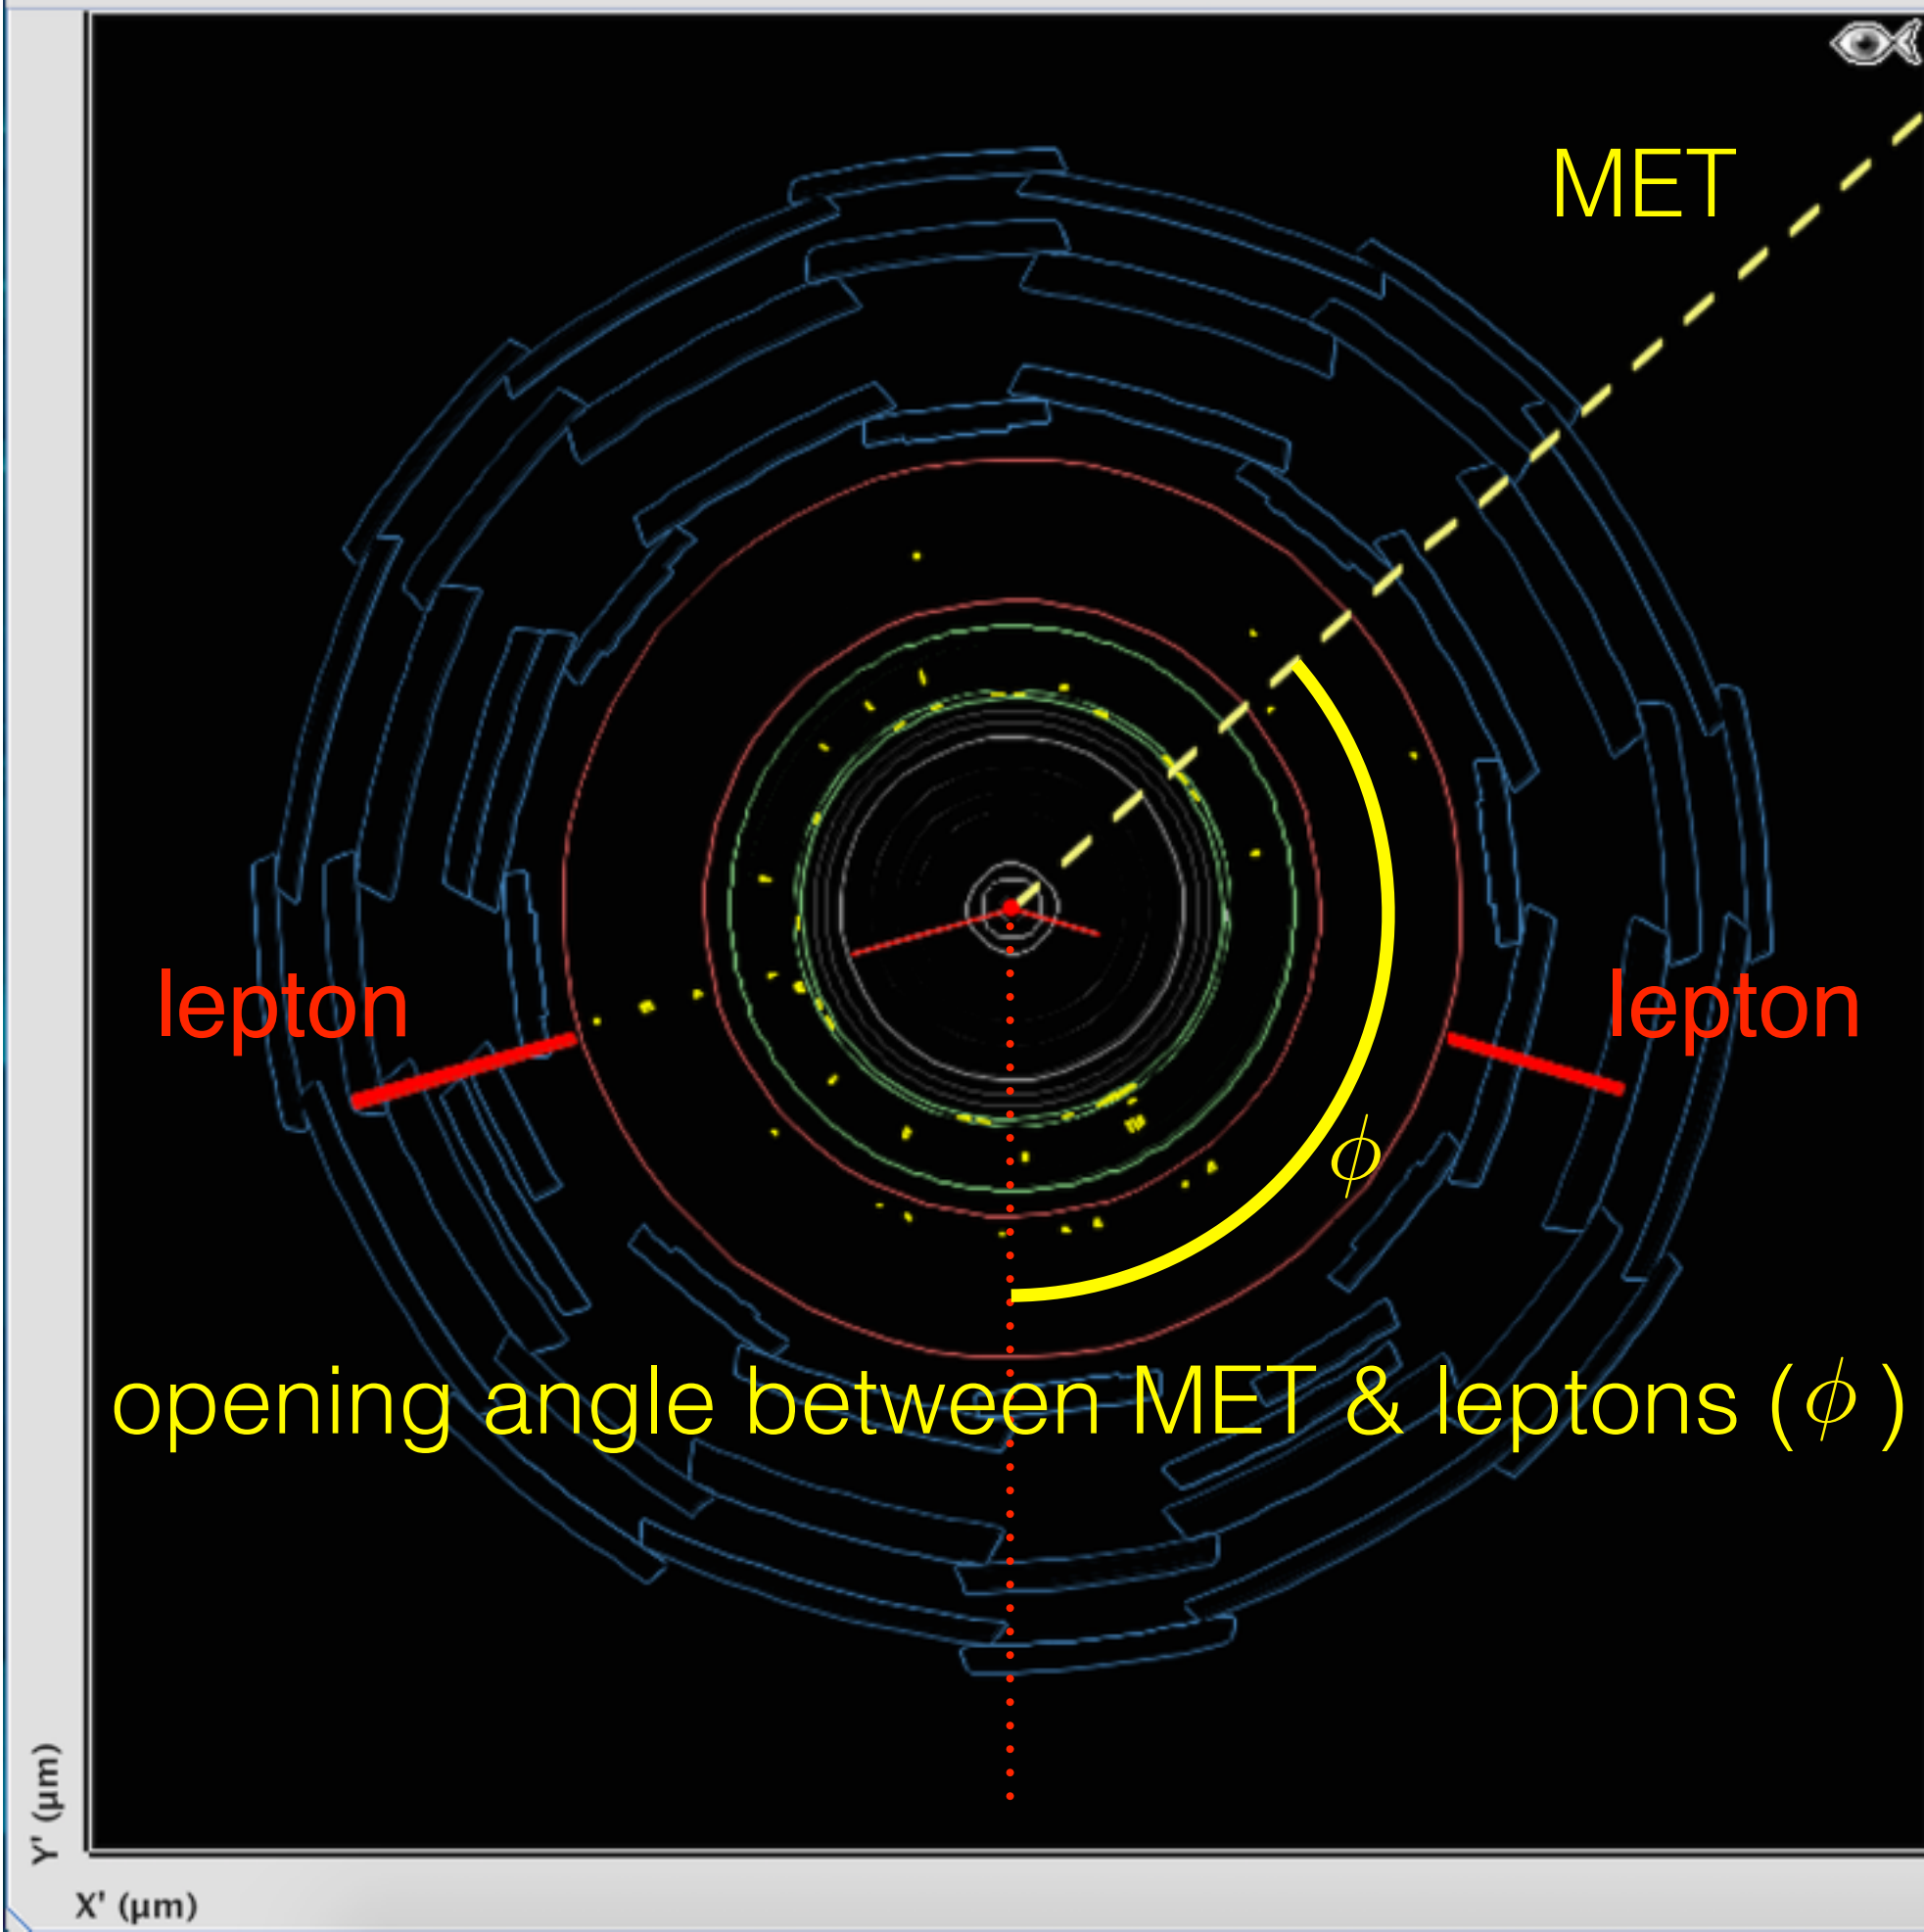 MET
lepton
lepton
ϕ
opening angle between MET & leptons (ϕ)
Y' (µm)
X' (µm)